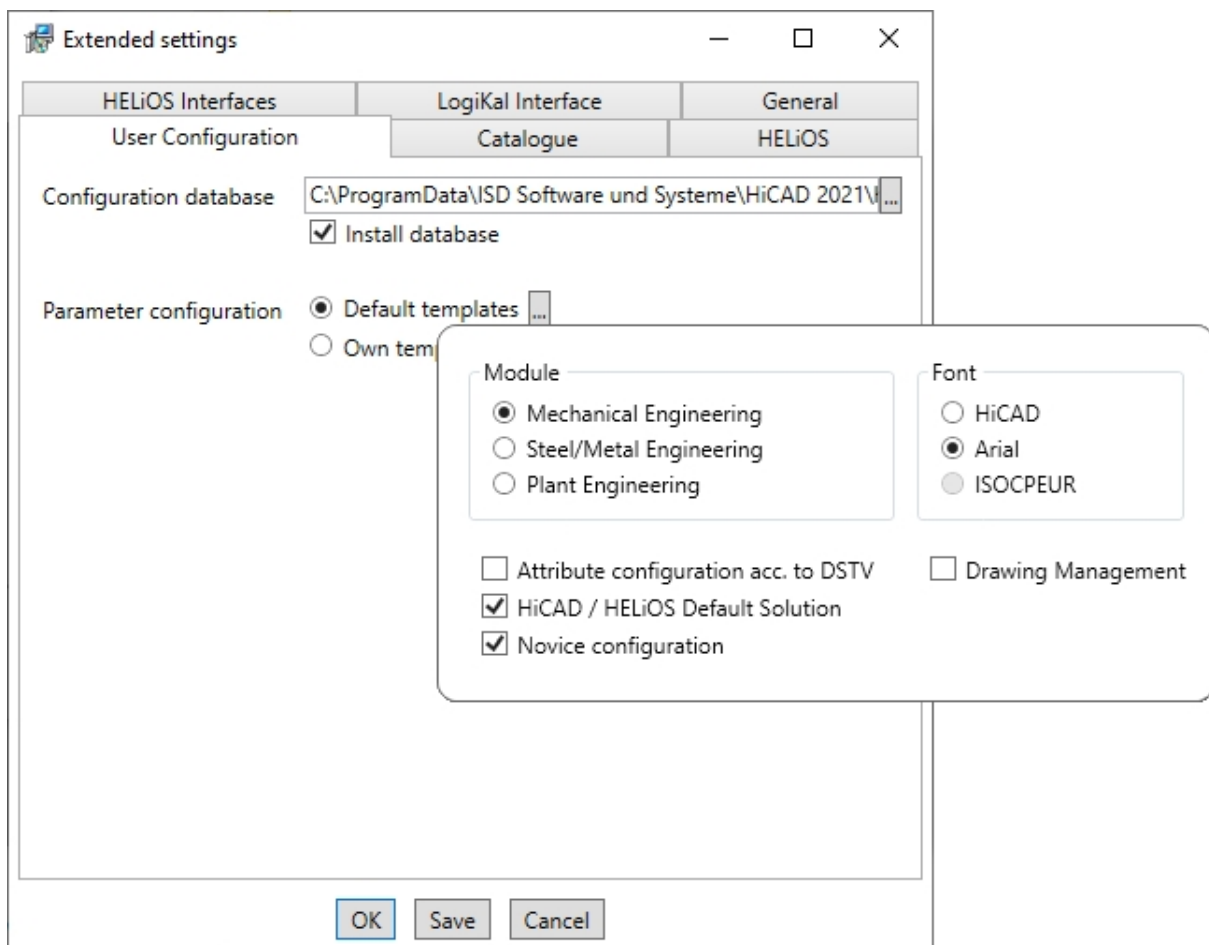 Extended settings
HELiOS Interfaces LogiKal Interface General
User Configuration Catalogue HELiOS
Configuration database C:\ProgramData\ISD Software und Systeme\HiCAD 2021\ ...
Install database
Parameter configuration Default templates ...
Own
Module Font
Mechanical Engineering HiCAD
Steel/Metal Engineering Arial
Plant Engineering ISOCPEUR
Attribute configuration acc. to DSTV Drawing Management
HiCAD / HELiOS Default Solution
Novice configuration
OK Save Cancel